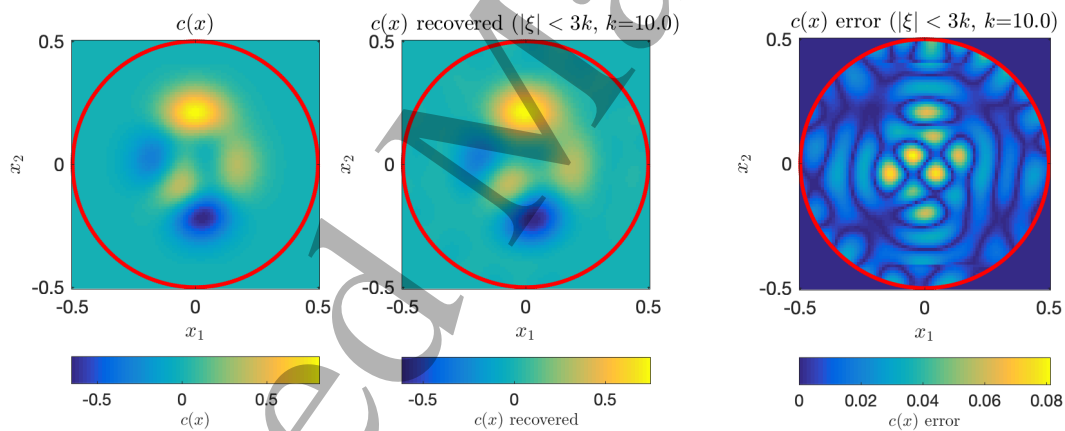 c(x)
c(x) recovered (|ξ| < 3k, k=10.0)
c(x) error (|ξ| < 3k, k=10.0)
0.5
0
-0.5
x₂
-0.5 0 0.5
x₁
0.5
0
-0.5
x₂
-0.5 0 0.5
x₁
0.5
0
-0.5
x₂
-0.5 0 0.5
x₁
-0.5 0 0.5
c(x)
-0.5 0 0.5
c(x) recovered
0 0.02 0.04 0.06 0.08
c(x) error
ed Ma